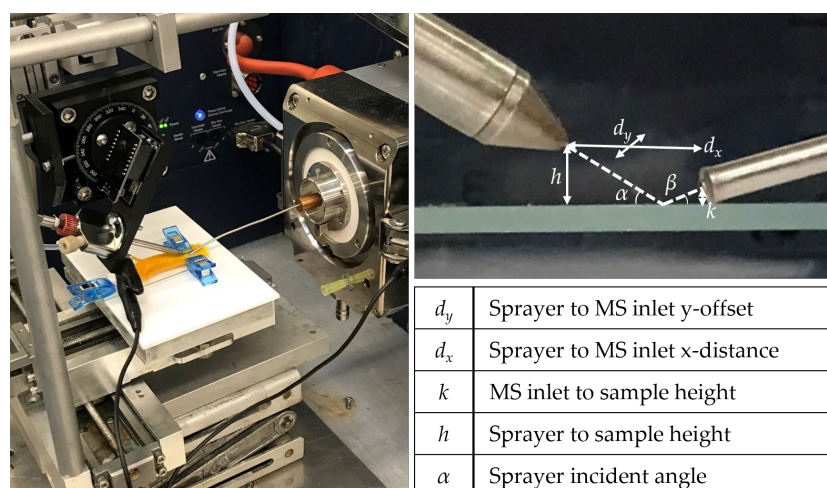 d_y
d_x
h
α
β
k
d_y Sprayer to MS inlet y-offset
d_x Sprayer to MS inlet x-distance
k MS inlet to sample height
h Sprayer to sample height
α Sprayer incident angle